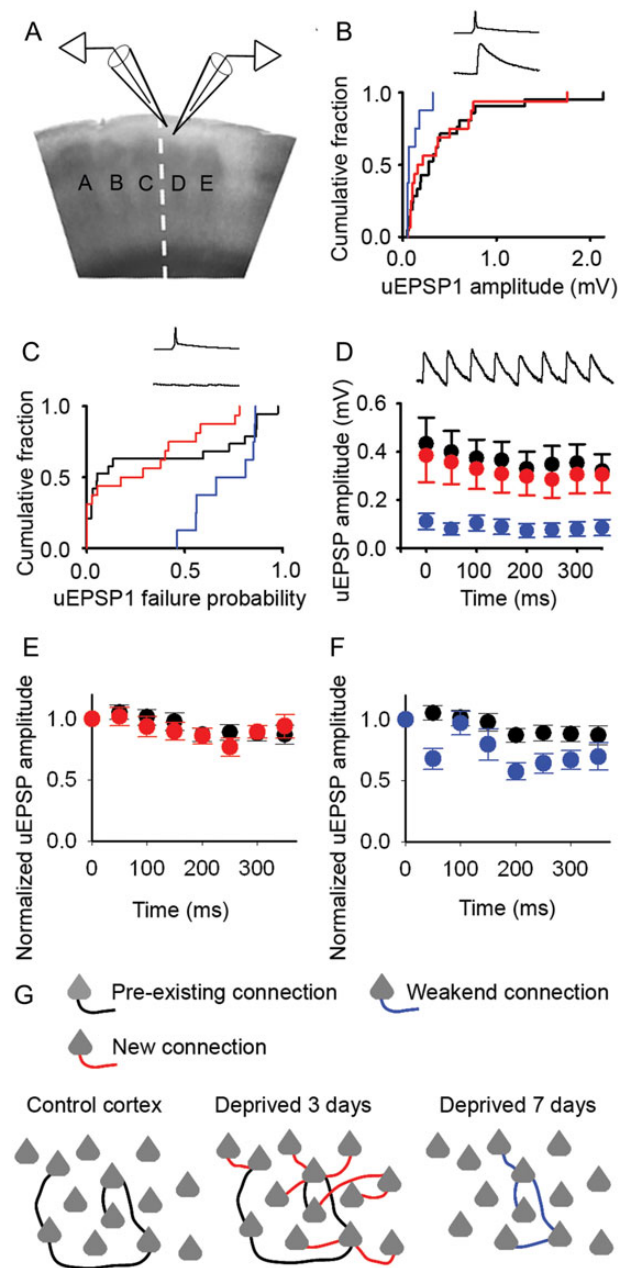 A
A B C D E
B
Cumulative fraction
1.0
0.5
0.0
0.0 1.0 2.0
uEPSP1 amplitude (mV)
C
Cumulative fraction
1.0
0.5
0.0
0.5 1.0
uEPSP1 failure probability
D
uEPSP amplitude (mV)
0.6
0.4
0.2
0.0
0 100 200 300
Time (ms)
E
Normalized uEPSP amplitude
1.0
0.5
0.0
0 100 200 300
Time (ms)
F
Normalized uEPSP amplitude
1.0
0.5
0.0
0 100 200 300
Time (ms)
G
Pre-existing connection
Weakend connection
New connection
Control cortex
Deprived 3 days
Deprived 7 days